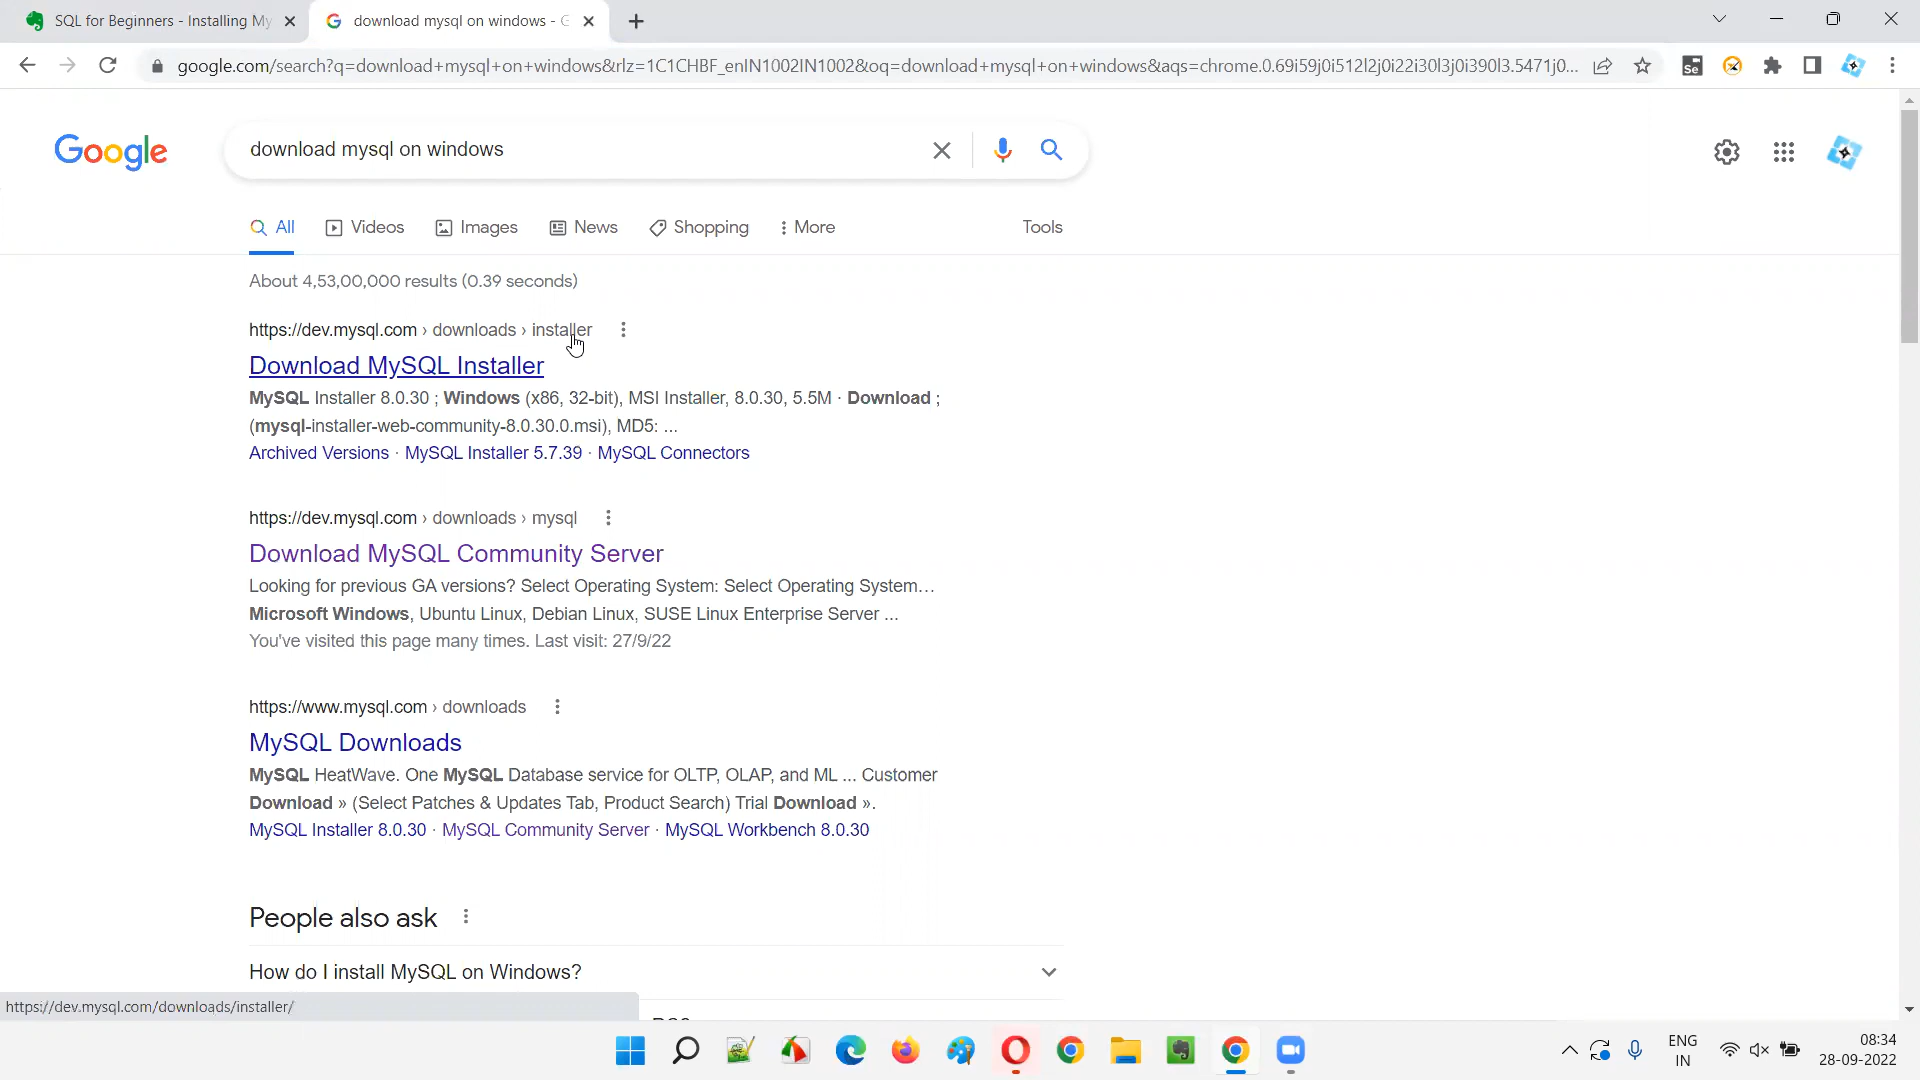 SQL for Beginners - Installing My
download mysql on windows - G
google.com/search?q=download+mysql+on+windows&rlz=1C1CHBF_enIN1002IN1002&oq=download+mysql+on+windows&aqs=chrome.0.69i59j0i512l2j0i22i30l3j0i390l3.5471j0...
Google
download mysql on windows
All Videos Images News Shopping More Tools
About 4,53,00,000 results (0.39 seconds)
https://dev.mysql.com › downloads › installer
Download MySQL Installer
MySQL Installer 8.0.30 ; Windows (x86, 32-bit), MSI Installer, 8.0.30, 5.5M · Download ;
(mysql-installer-web-community-8.0.30.0.msi), MD5: ...
Archived Versions · MySQL Installer 5.7.39 · MySQL Connectors
https://dev.mysql.com › downloads › mysql
Download MySQL Community Server
Looking for previous GA versions? Select Operating System: Select Operating System…
Microsoft Windows, Ubuntu Linux, Debian Linux, SUSE Linux Enterprise Server ...
You've visited this page many times. Last visit: 27/9/22
https://www.mysql.com › downloads
MySQL Downloads
MySQL HeatWave. One MySQL Database service for OLTP, OLAP, and ML ... Customer
Download » (Select Patches & Updates Tab, Product Search) Trial Download ».
MySQL Installer 8.0.30 · MySQL Community Server · MySQL Workbench 8.0.30
People also ask
How do I install MySQL on Windows?
https://dev.mysql.com/downloads/installer/
Se
ENG
IN
08:34
28-09-2022